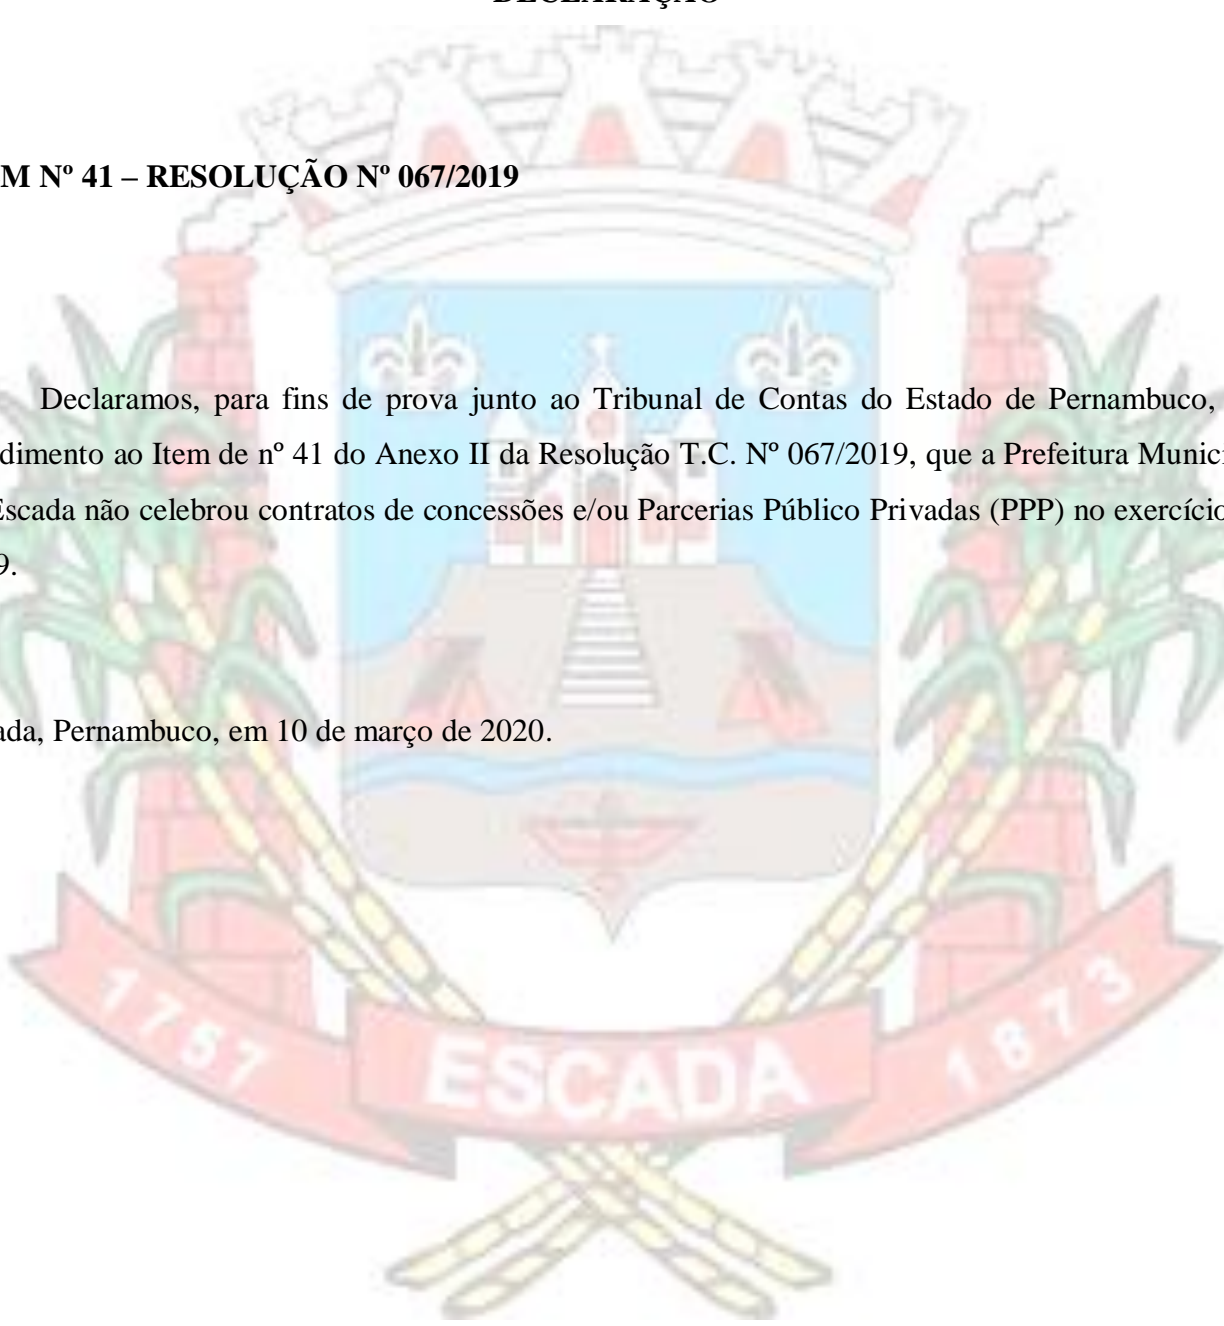 DECLARAÇÃO
M Nº 41 – RESOLUÇÃO Nº 067/2019
Declaramos, para fins de prova junto ao Tribunal de Contas do Estado de Pernambuco,
dimento ao Item de nº 41 do Anexo II da Resolução T.C. Nº 067/2019, que a Prefeitura Munici
Escada não celebrou contratos de concessões e/ou Parcerias Público Privadas (PPP) no exercício
9.
ada, Pernambuco, em 10 de março de 2020.
1757
ESCADA
1873